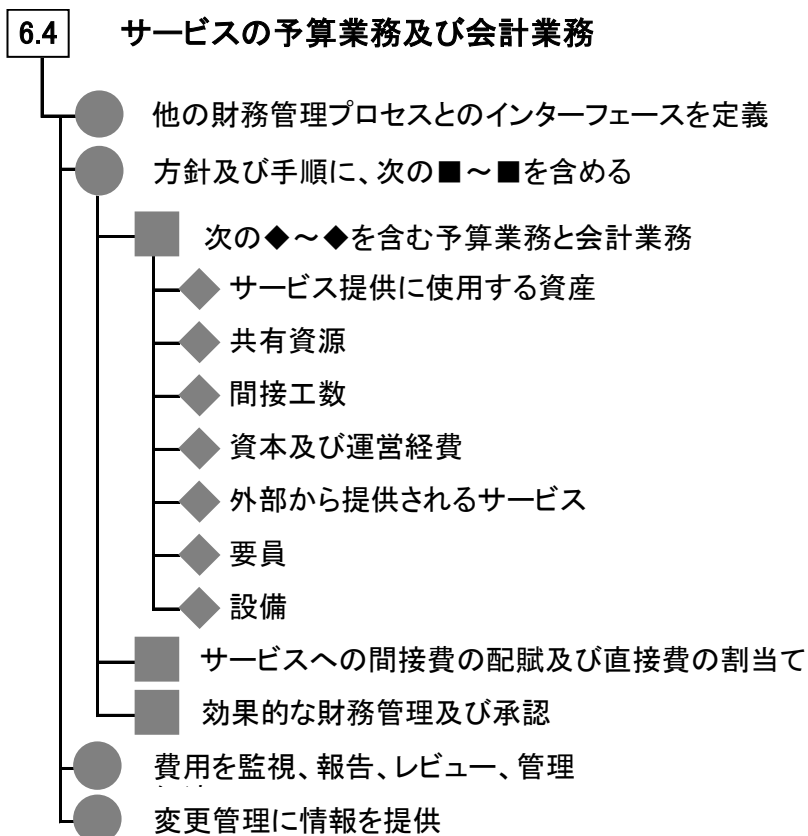 6.4 サービスの予算業務及び会計業務
他の財務管理プロセスとのインターフェースを定義
方針及び手順に、次の■～■を含める
次の◆～◆を含む予算業務と会計業務
サービス提供に使用する資産
共有資源
間接工数
資本及び運営経費
外部から提供されるサービス
要員
設備
サービスへの間接費の配賦及び直接費の割当て
効果的な財務管理及び承認
費用を監視、報告、レビュー、管理
変更管理に情報を提供